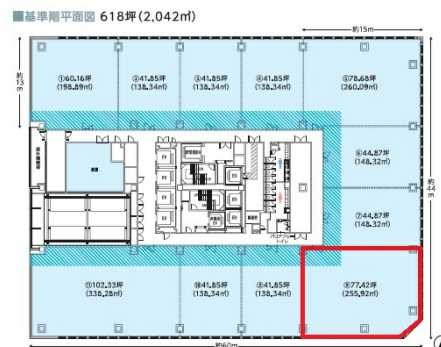 ■基準階平面図 618坪(2,042㎡)
約15m
約13m
①60.16坪
(198.89㎡)
②41.85坪
(138.34㎡)
③41.85坪
(138.34㎡)
④41.85坪
(138.34㎡)
⑤78.68坪
(260.09㎡)
⑥44.87坪
(148.32㎡)
⑦44.87坪
(148.32㎡)
約44m
⑪102.33坪
(338.28㎡)
⑩41.85坪
(138.34㎡)
⑨41.85坪
(138.34㎡)
⑧77.42坪
(255.92㎡)
約60m